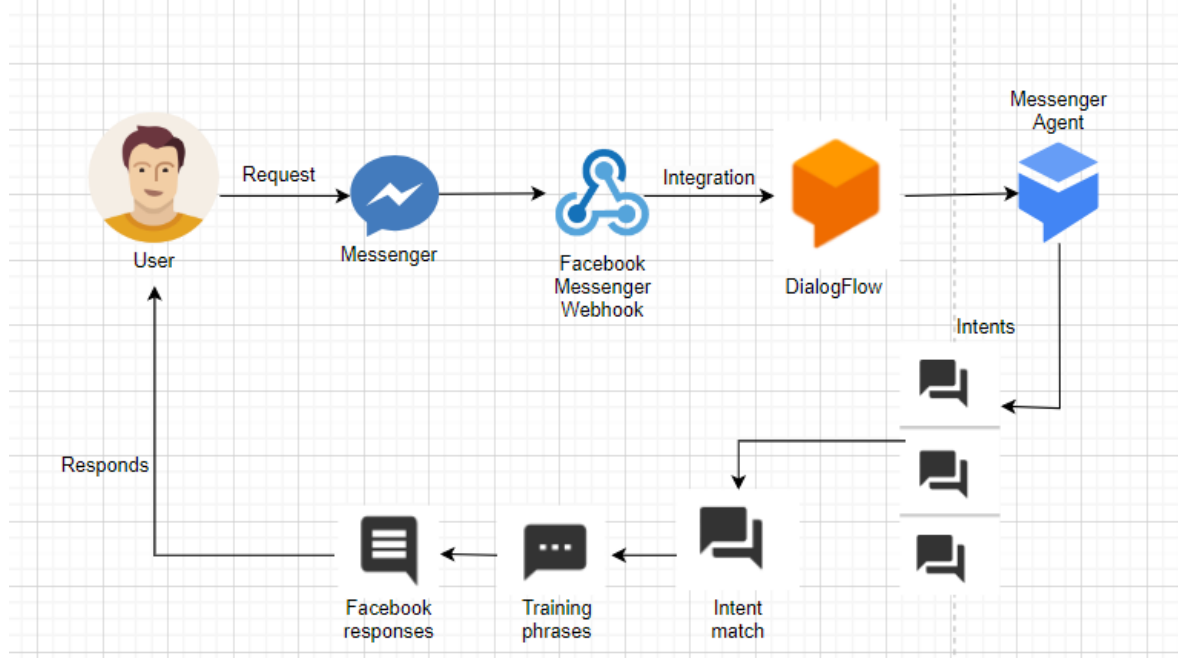 Messenger
Agent
Request
Integration
Messenger
User
Facebook
Messenger
Webhook
DialogFlow
Intents
Responds
Facebook
responses
Training
phrases
Intent
match